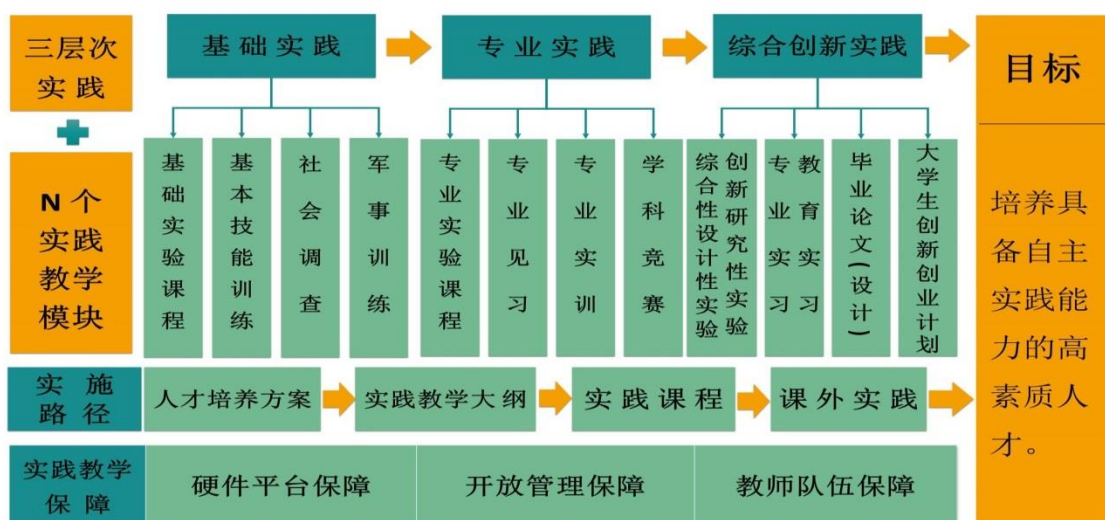 三层次
实践
基础实践
专业实践
综合创新实践
目标
N个
实践
教学
模块
基础实验课程
基本技能训练
社会调查
军事训练
专业实验课程
专业见习
专业实训
学科竞赛
综合性设计性实验
创新研究性实验
专业实习
教育实习
毕业论文(设计)
大学生创新创业计划
培养具
备自主
实践能
力的高
素质人
才。
实施
路径
人才培养方案
实践教学大纲
实践课程
课外实践
实践教学
保障
硬件平台保障
开放管理保障
教师队伍保障